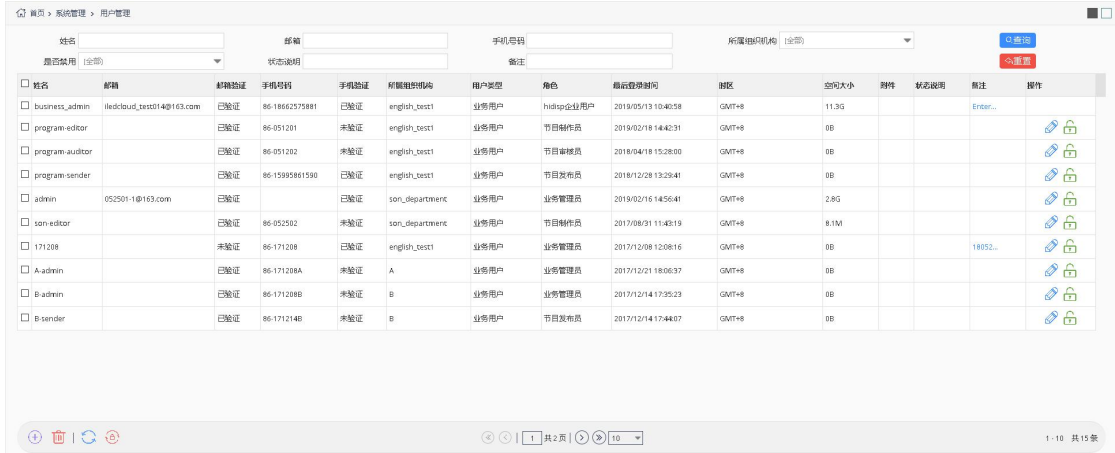 首页 › 系统管理 › 用户管理
姓名 邮箱 手机号码 所属组织机构 (全部) 查询
是否禁用 (全部) 状态说明 备注 重置
姓名 邮箱 邮箱验证 手机号码 手机验证 所属组织机构 用户类型 角色 最后登录时间 时区 空间大小 附件 状态说明 备注 操作
business_admin iledcloud_test014@163.com 已验证 86-18662575881 已验证 english_test1 业务用户 hidisp企业用户 2019/05/13 10:40:58 GMT+8 11.3G Enter...
program-editor 已验证 86-051201 未验证 english_test1 业务用户 节目制作员 2019/02/18 14:42:31 GMT+8 0B
program-auditor 已验证 86-051202 未验证 english_test1 业务用户 节目审核员 2018/04/18 15:28:00 GMT+8 0B
program-sender 已验证 86-15995861590 已验证 english_test1 业务用户 节目发布员 2018/12/28 13:29:41 GMT+8 0B
admin 052501-1@163.com 已验证 已验证 son_department 业务用户 业务管理员 2019/02/16 14:56:41 GMT+8 2.8G
son-editor 已验证 86-052502 未验证 son_department 业务用户 节目制作员 2017/08/31 11:43:19 GMT+8 8.1M
171208 未验证 86-171208 已验证 english_test1 业务用户 业务管理员 2017/12/08 12:08:16 GMT+8 0B 18052...
A-admin 已验证 86-171208A 未验证 A 业务用户 业务管理员 2017/12/21 18:06:37 GMT+8 0B
B-admin 已验证 86-171208B 未验证 B 业务用户 业务管理员 2017/12/14 17:35:23 GMT+8 0B
B-sender 已验证 86-171214B 未验证 B 业务用户 节目发布员 2017/12/14 17:44:07 GMT+8 0B
1 共2页 10 1-10 共15条